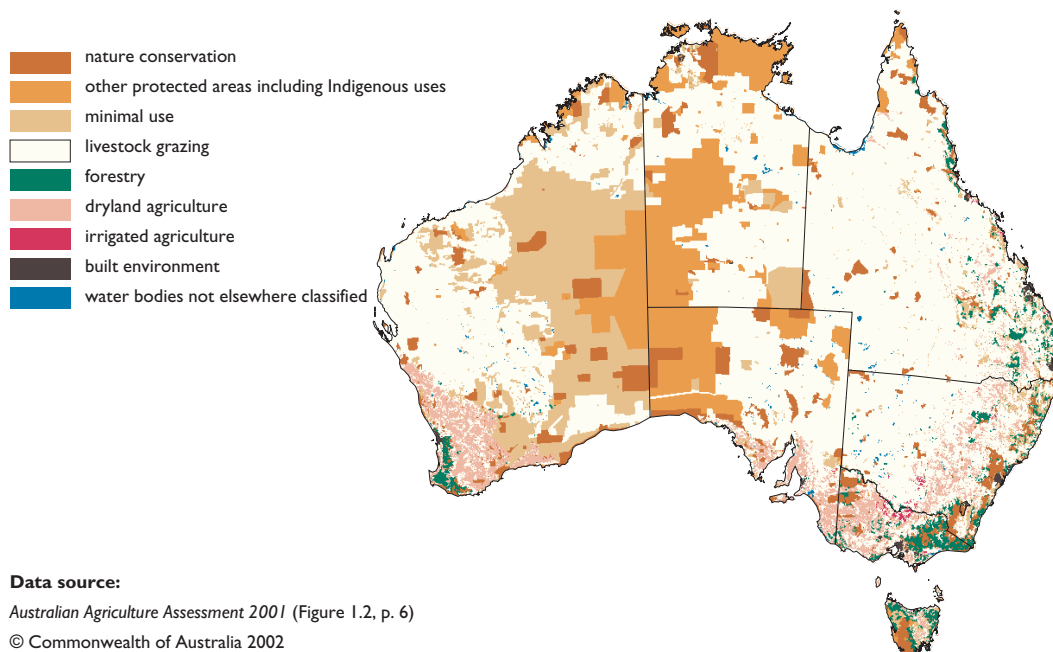 nature conservation
other protected areas including Indigenous uses
minimal use
livestock grazing
forestry
dryland agriculture
irrigated agriculture
built environment
water bodies not elsewhere classified
Data source:
Australian Agriculture Assessment 2001 (Figure 1.2, p. 6)
© Commonwealth of Australia 2002